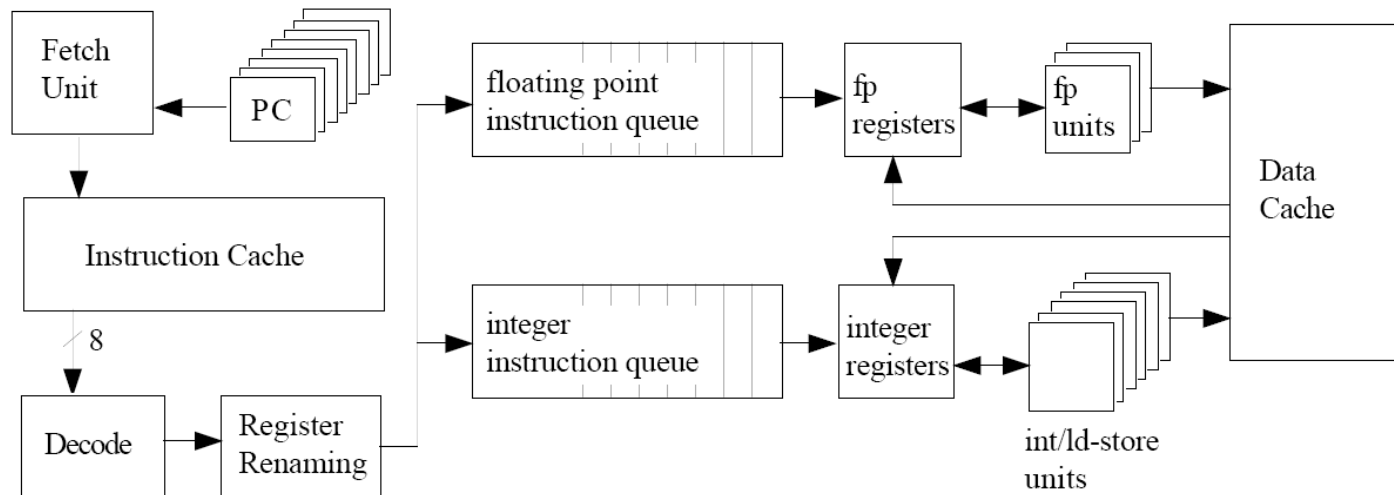 Fetch
Unit
PC
floating point
instruction queue
fp
registers
fp
units
Data
Cache
Instruction Cache
8
integer
instruction queue
integer
registers
Decode
Register
Renaming
int/ld-store
units